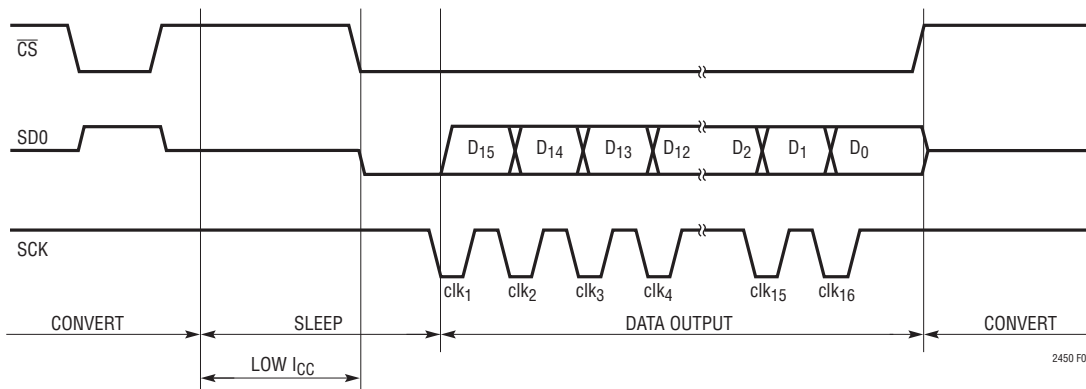 CS
SD0
D15 D14 D13 D12 D2 D1 D0
SCK
clk1 clk2 clk3 clk4 clk15 clk16
CONVERT SLEEP DATA OUTPUT CONVERT
LOW ICC
2450 F0